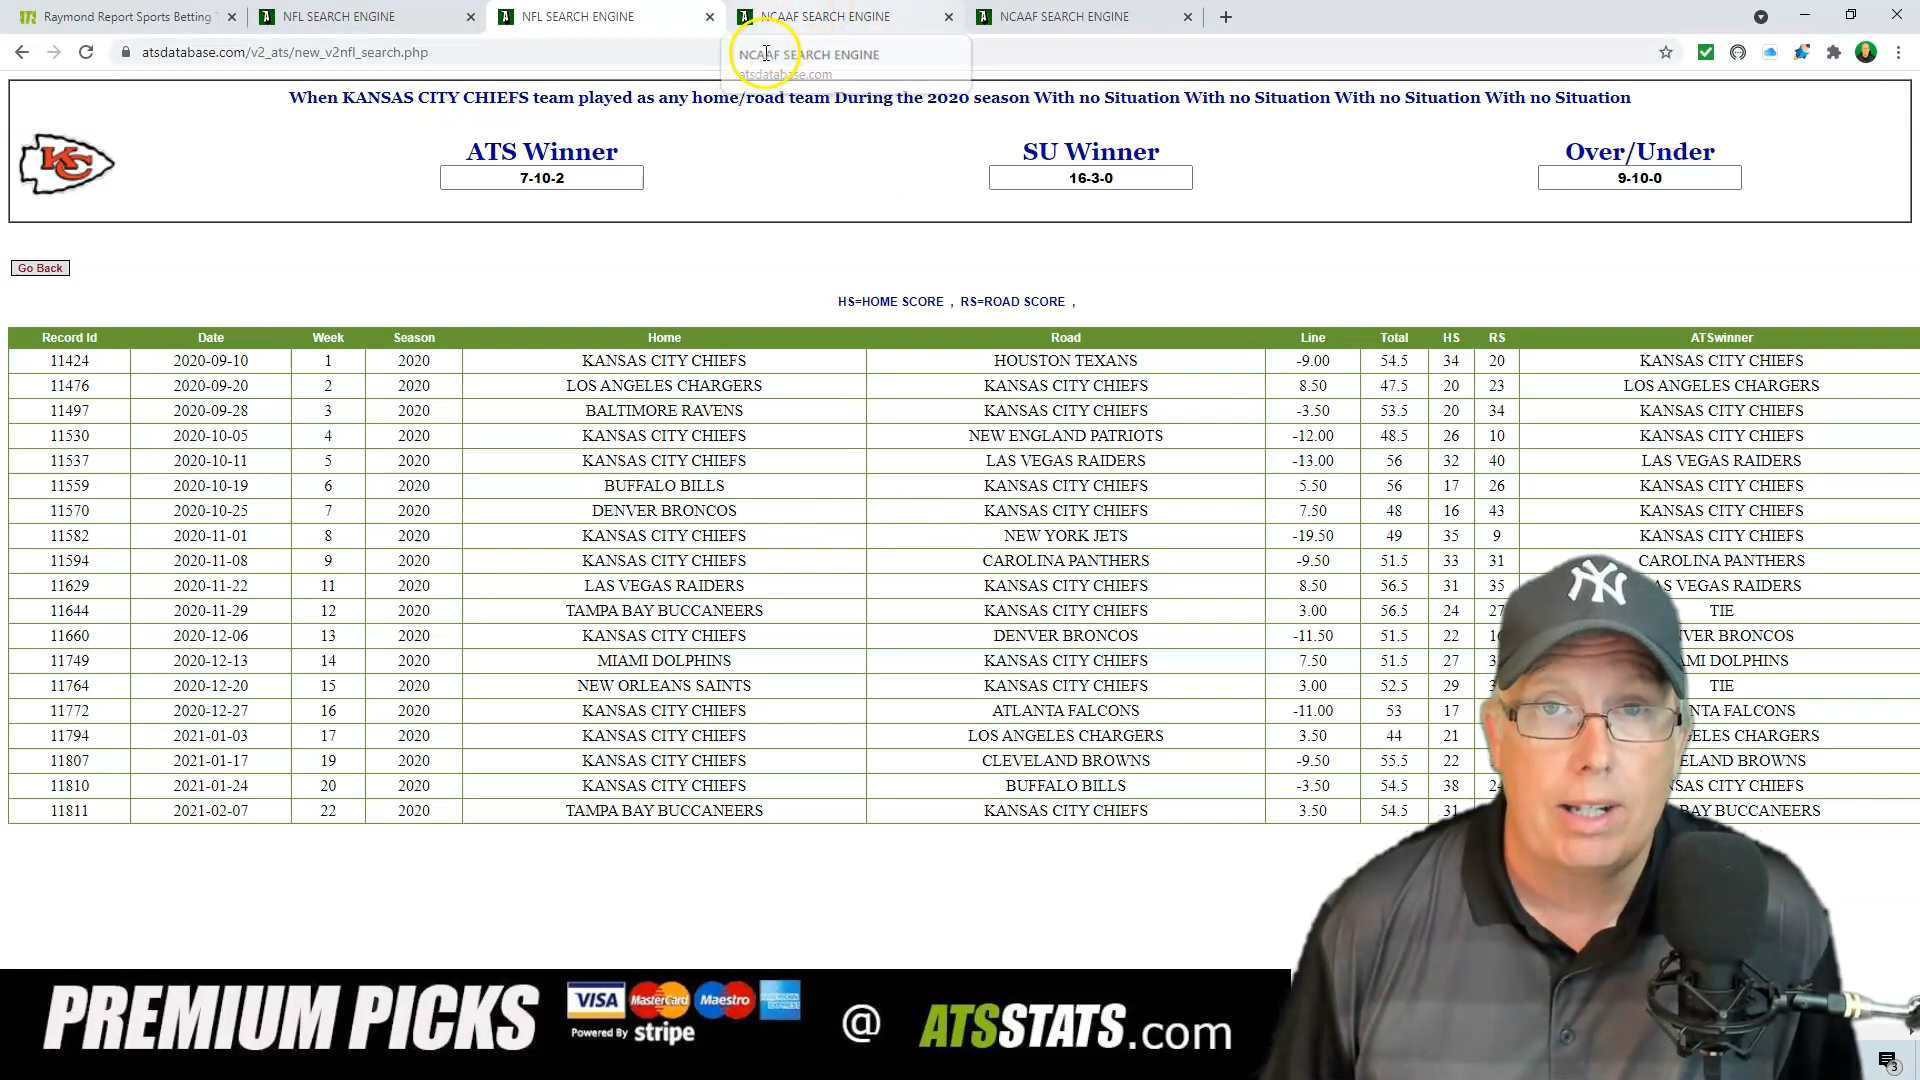 Raymond Report Sports Betting
NFL SEARCH ENGINE
NFL SEARCH ENGINE
NCAAF SEARCH ENGINE
NCAAF SEARCH ENGINE
atsdatabase.com/v2_ats/new_v2nfl_search.php
NCAAF SEARCH ENGINE
atsdatabase.com
When KANSAS CITY CHIEFS team played as any home/road team During the 2020 season With no Situation With no Situation With no Situation With no Situation
KC
ATS Winner SU Winner Over/Under
7-10-2 16-3-0 9-10-0
Go Back
HS=HOME SCORE , RS=ROAD SCORE ,
Record Id Date Week Season Home Road Line Total HS RS ATSwinner
11424 2020-09-10 1 2020 KANSAS CITY CHIEFS HOUSTON TEXANS -9.00 54.5 34 20 KANSAS CITY CHIEFS
11476 2020-09-20 2 2020 LOS ANGELES CHARGERS KANSAS CITY CHIEFS 8.50 47.5 20 23 LOS ANGELES CHARGERS
11497 2020-09-28 3 2020 BALTIMORE RAVENS KANSAS CITY CHIEFS -3.50 53.5 20 34 KANSAS CITY CHIEFS
11530 2020-10-05 4 2020 KANSAS CITY CHIEFS NEW ENGLAND PATRIOTS -12.00 48.5 26 10 KANSAS CITY CHIEFS
11537 2020-10-11 5 2020 KANSAS CITY CHIEFS LAS VEGAS RAIDERS -13.00 56 32 40 LAS VEGAS RAIDERS
11559 2020-10-19 6 2020 BUFFALO BILLS KANSAS CITY CHIEFS 5.50 56 17 26 KANSAS CITY CHIEFS
11570 2020-10-25 7 2020 DENVER BRONCOS KANSAS CITY CHIEFS 7.50 48 16 43 KANSAS CITY CHIEFS
11582 2020-11-01 8 2020 KANSAS CITY CHIEFS NEW YORK JETS -19.50 49 35 9 KANSAS CITY CHIEFS
11594 2020-11-08 9 2020 KANSAS CITY CHIEFS CAROLINA PANTHERS -9.50 51.5 33 31 CAROLINA PANTHERS
11629 2020-11-22 11 2020 LAS VEGAS RAIDERS KANSAS CITY CHIEFS 8.50 56.5 31 35 VEGAS RAIDERS
11644 2020-11-29 12 2020 TAMPA BAY BUCCANEERS KANSAS CITY CHIEFS 3.00 56.5 24 27 TIE
11660 2020-12-06 13 2020 KANSAS CITY CHIEFS DENVER BRONCOS -11.50 51.5 22 BRONCOS
11749 2020-12-13 14 2020 MIAMI DOLPHINS KANSAS CITY CHIEFS 7.50 51.5 27 DOLPHINS
11764 2020-12-20 15 2020 NEW ORLEANS SAINTS KANSAS CITY CHIEFS 3.00 52.5 29 TIE
11772 2020-12-27 16 2020 KANSAS CITY CHIEFS ATLANTA FALCONS -11.00 53 17 FALCONS
11794 2021-01-03 17 2020 KANSAS CITY CHIEFS LOS ANGELES CHARGERS 3.50 44 21 CHARGERS
11807 2021-01-17 19 2020 KANSAS CITY CHIEFS CLEVELAND BROWNS -9.50 55.5 22 BROWNS
11810 2021-01-24 20 2020 KANSAS CITY CHIEFS BUFFALO BILLS -3.50 54.5 38 24 CITY CHIEFS
11811 2021-02-07 22 2020 TAMPA BAY BUCCANEERS KANSAS CITY CHIEFS 3.50 54.5 31 BAY BUCCANEERS
NY
PREMIUM PICKS VISA MasterCard Maestro @ ATSSTATS.com
Powered By stripe
3